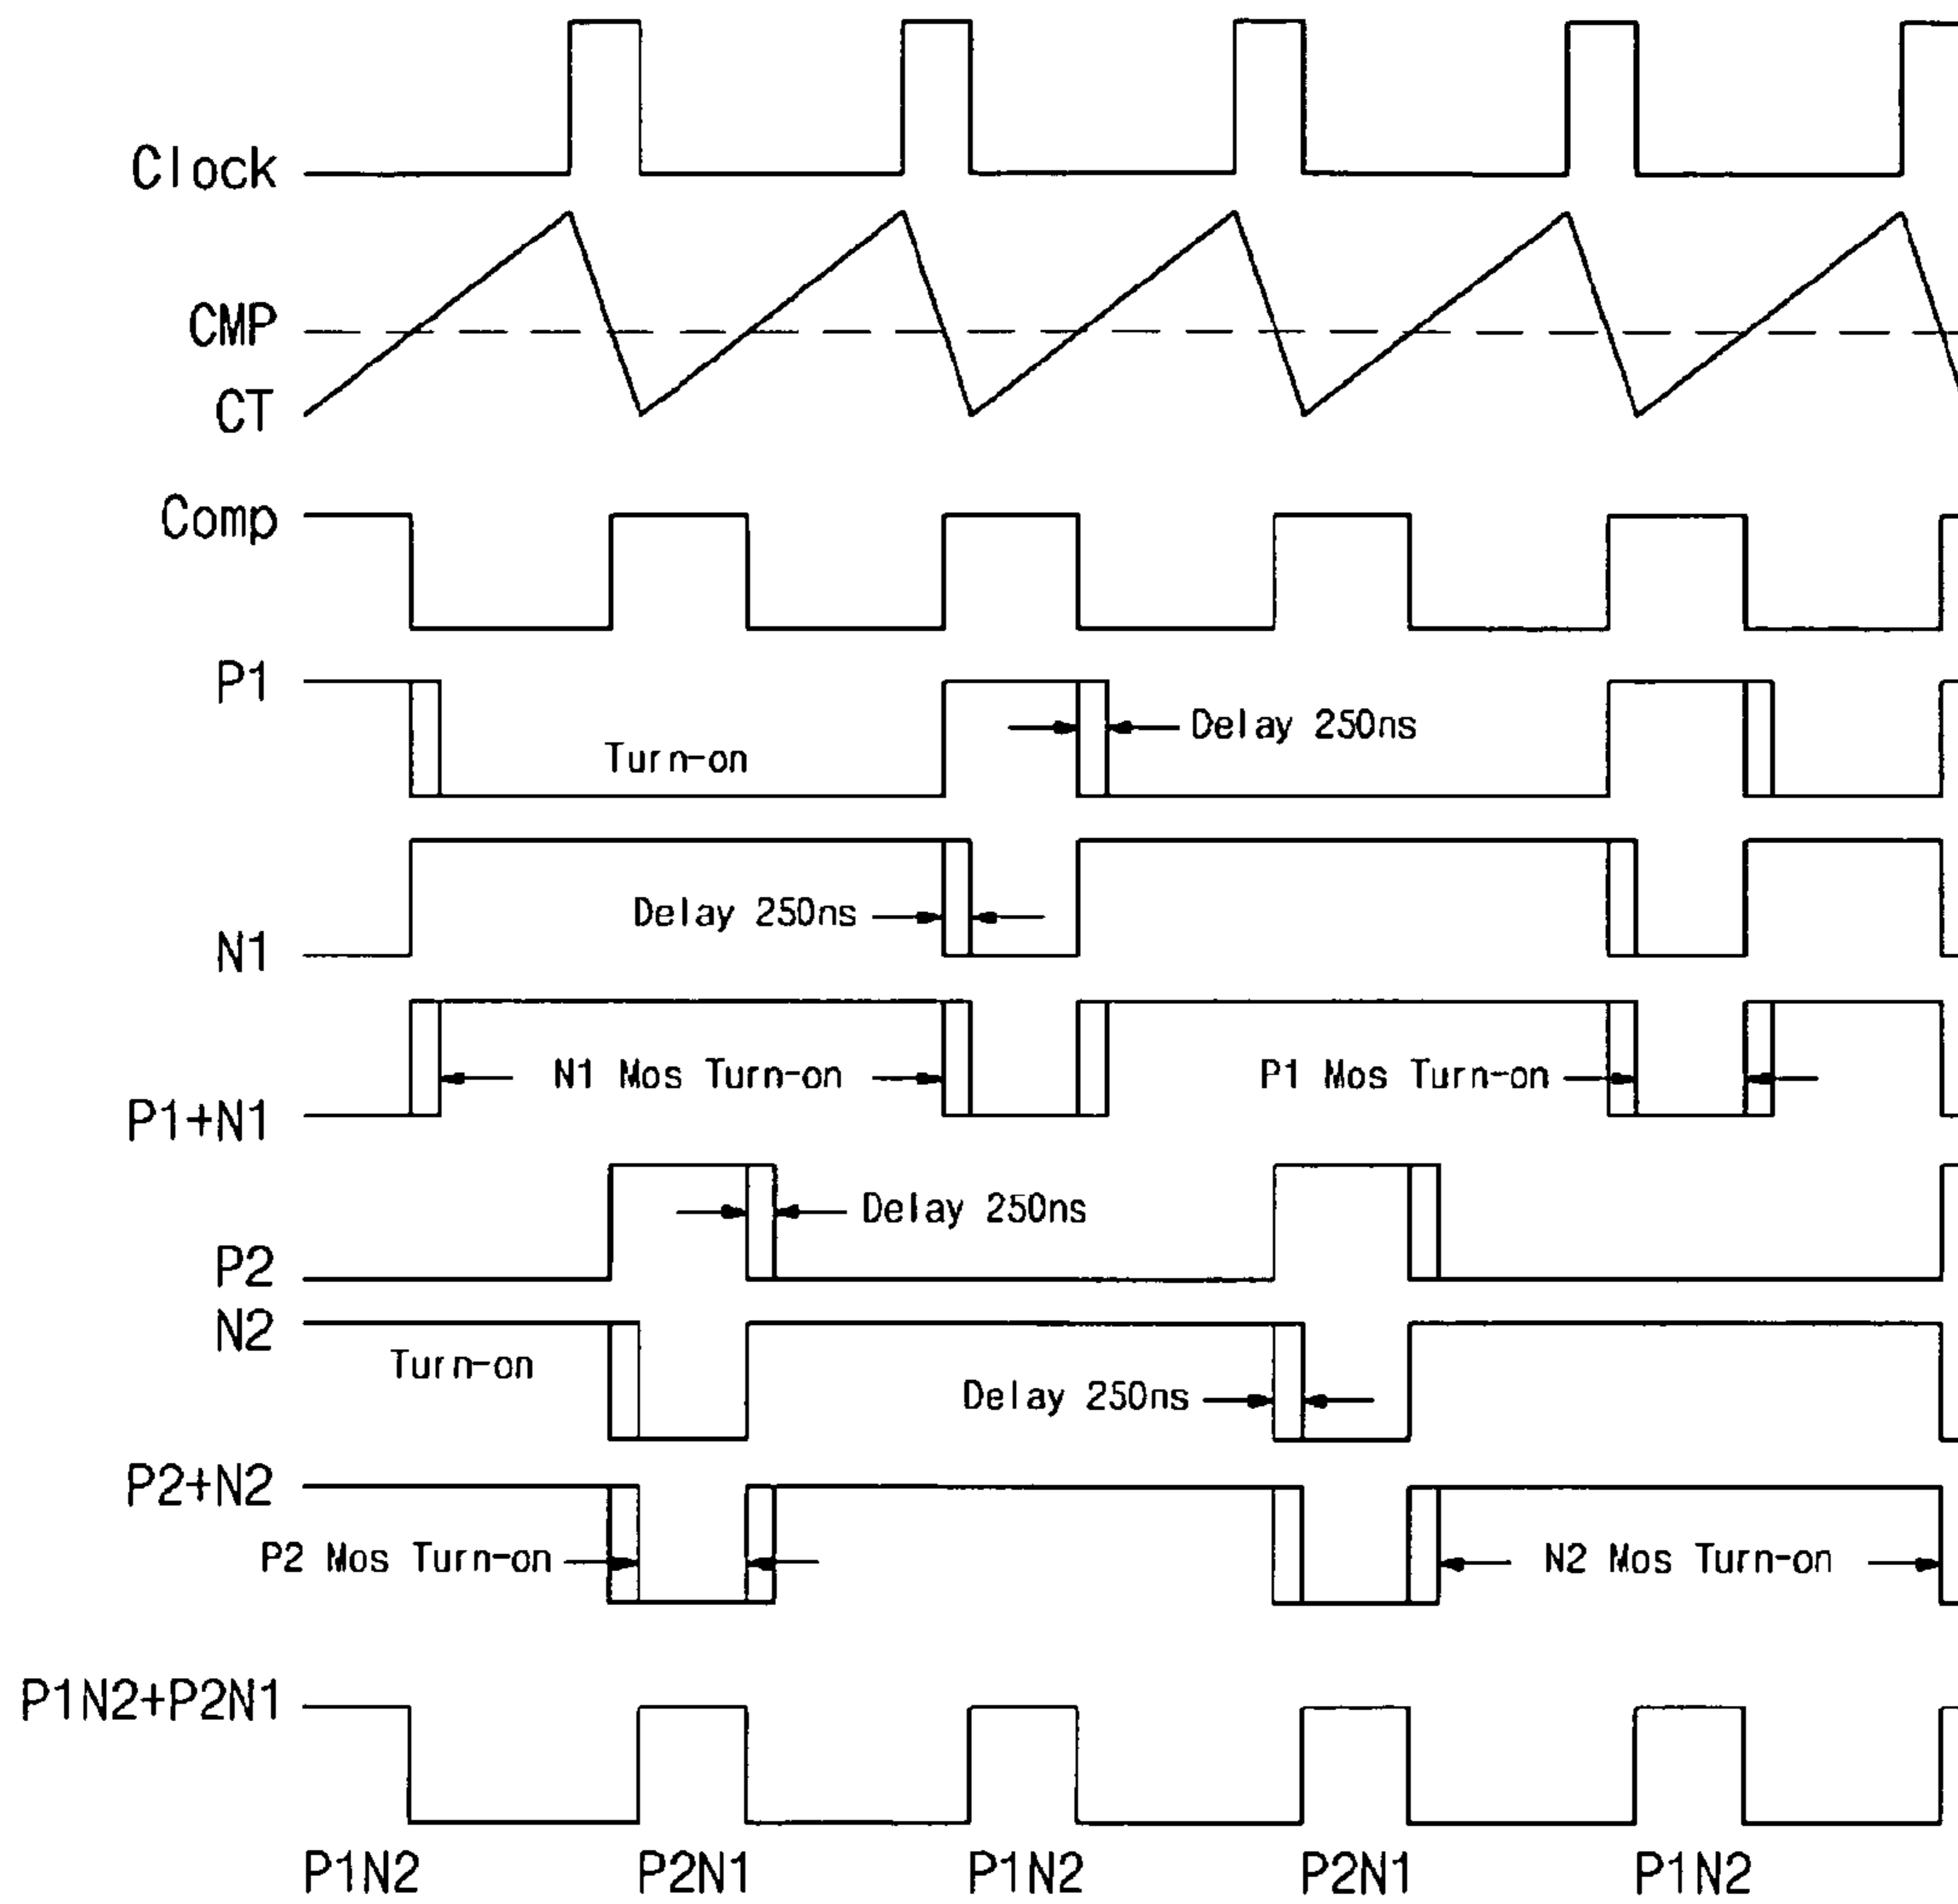 Clock
CMP
CT
Comp
P1
Delay 250ns
Turn-on
Delay 250ns
N1
N1 Mos Turn-on
P1 Mos Turn-on
P1+N1
Delay 250ns
P2
N2
Turn-on
Delay 250ns
P2+N2
P2 Mos Turn-on
N2 Mos Turn-on
P1N2+P2N1
P1N2 P2N1 P1N2 P2N1 P1N2